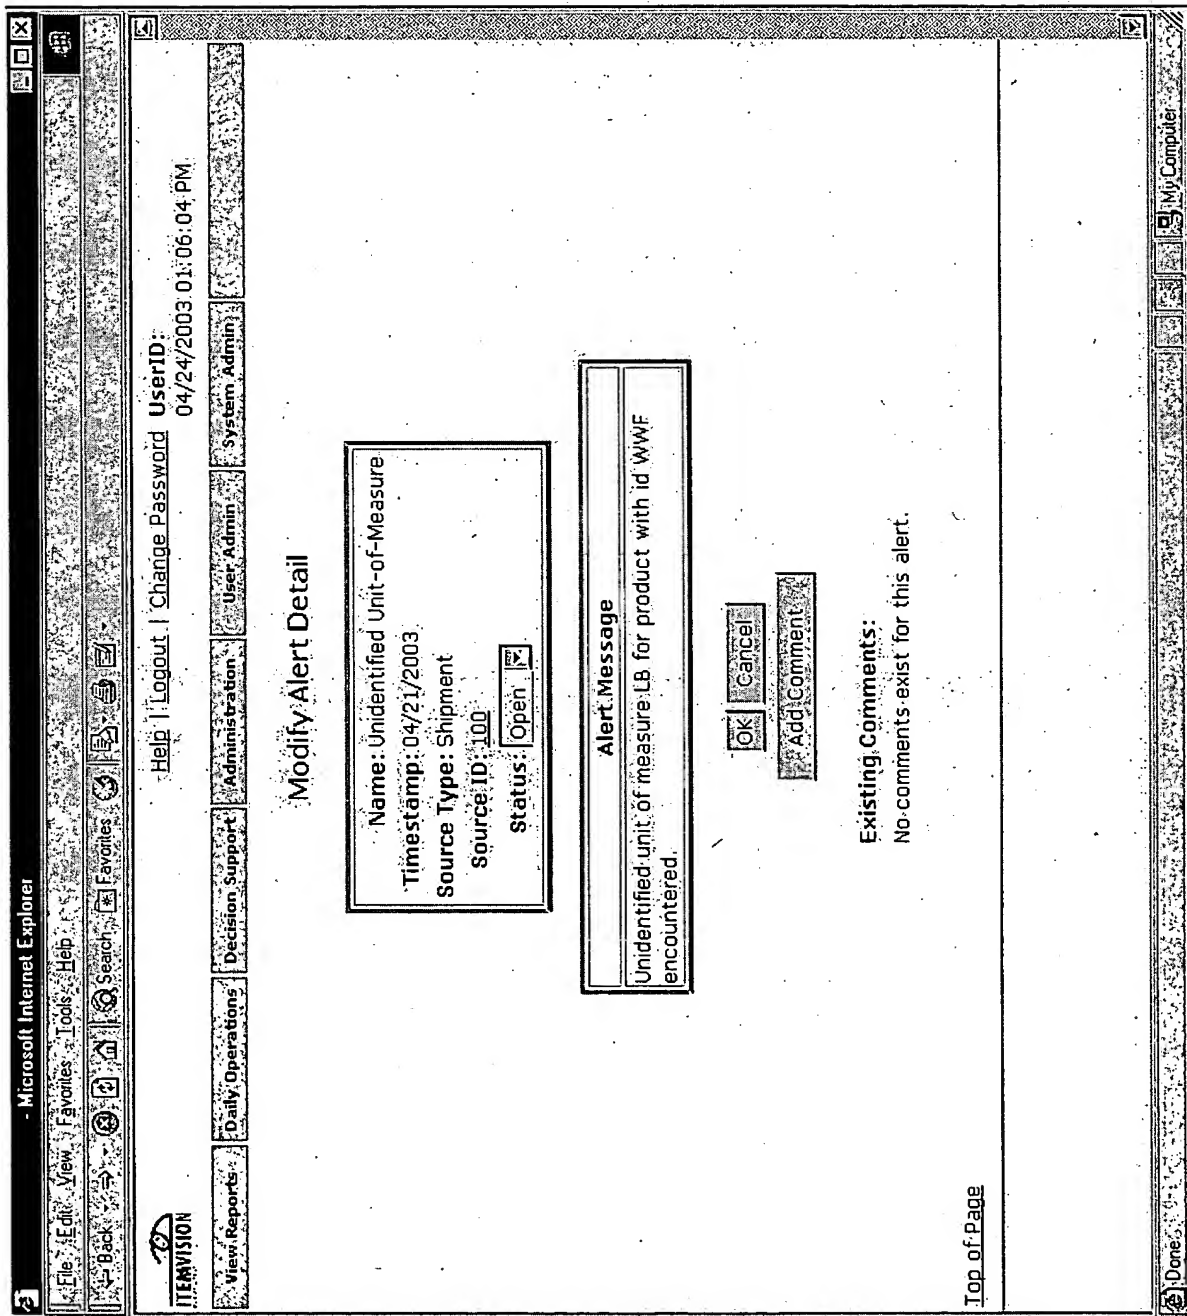 - Microsoft Internet Explorer
File Edit View Favorites Tools Help
Back Search Favorites
ITEMVISION
Help | Logout | Change Password UserID:
04/24/2003 01:06:04 PM
View Reports Daily Operations Decision Support Administration User Admin System Admin
Modify Alert Detail
Name: Unidentified Unit-of-Measure
Timestamp: 04/21/2003
Source Type: Shipment
Source ID: 100
Status: Open
Alert Message
Unidentified unit of measure LB for product with id WWF
encountered.
OK Cancel
Add Comment
Existing Comments:
No comments exist for this alert.
Top of Page
Done My Computer